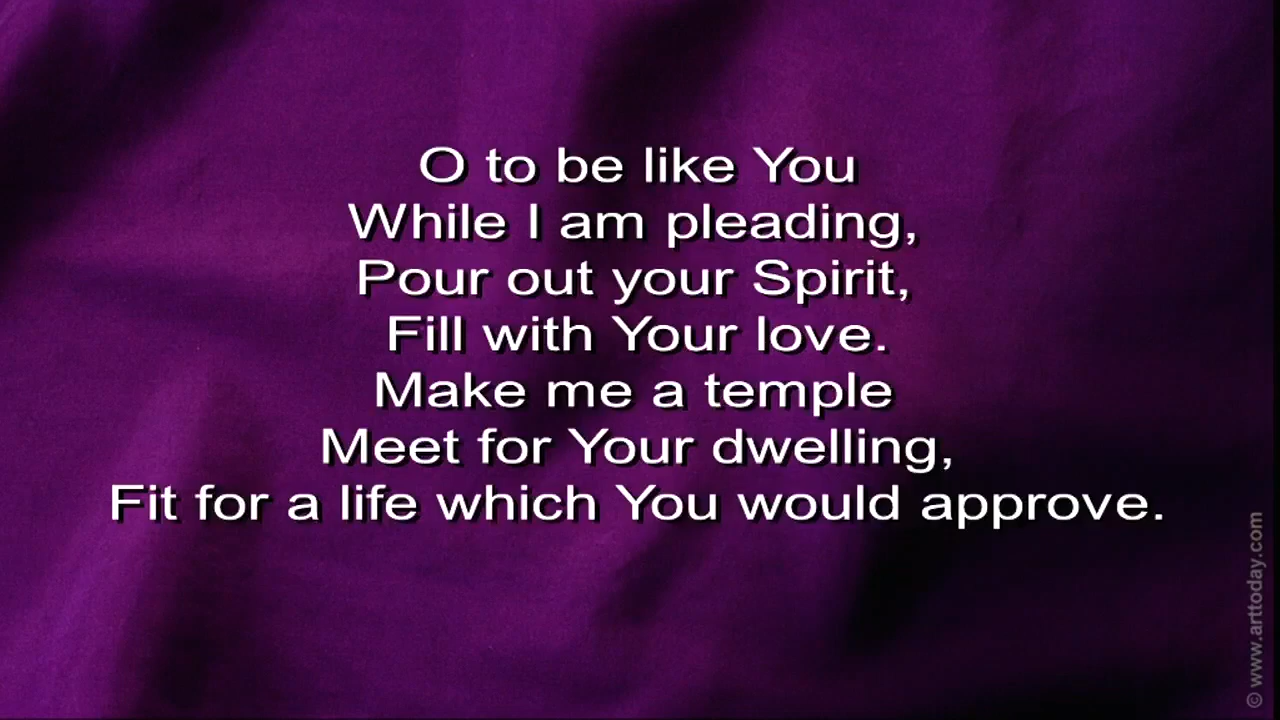 O to be like You
While I am pleading,
Pour out your Spirit,
Fill with Your love.
Make me a temple
Meet for Your dwelling,
Fit for a life which You would approve.
© www.arttoday.com